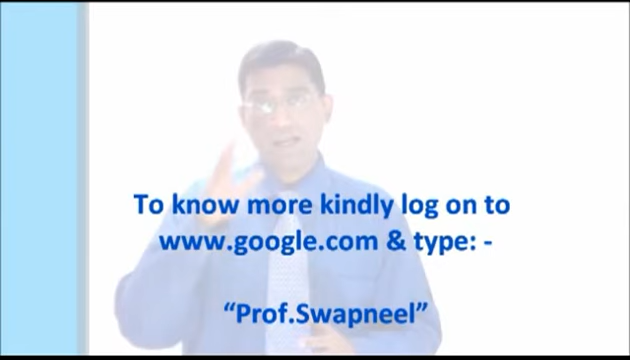 To know more kindly log on to
www.google.com & type: -
“Prof.Swapneel”